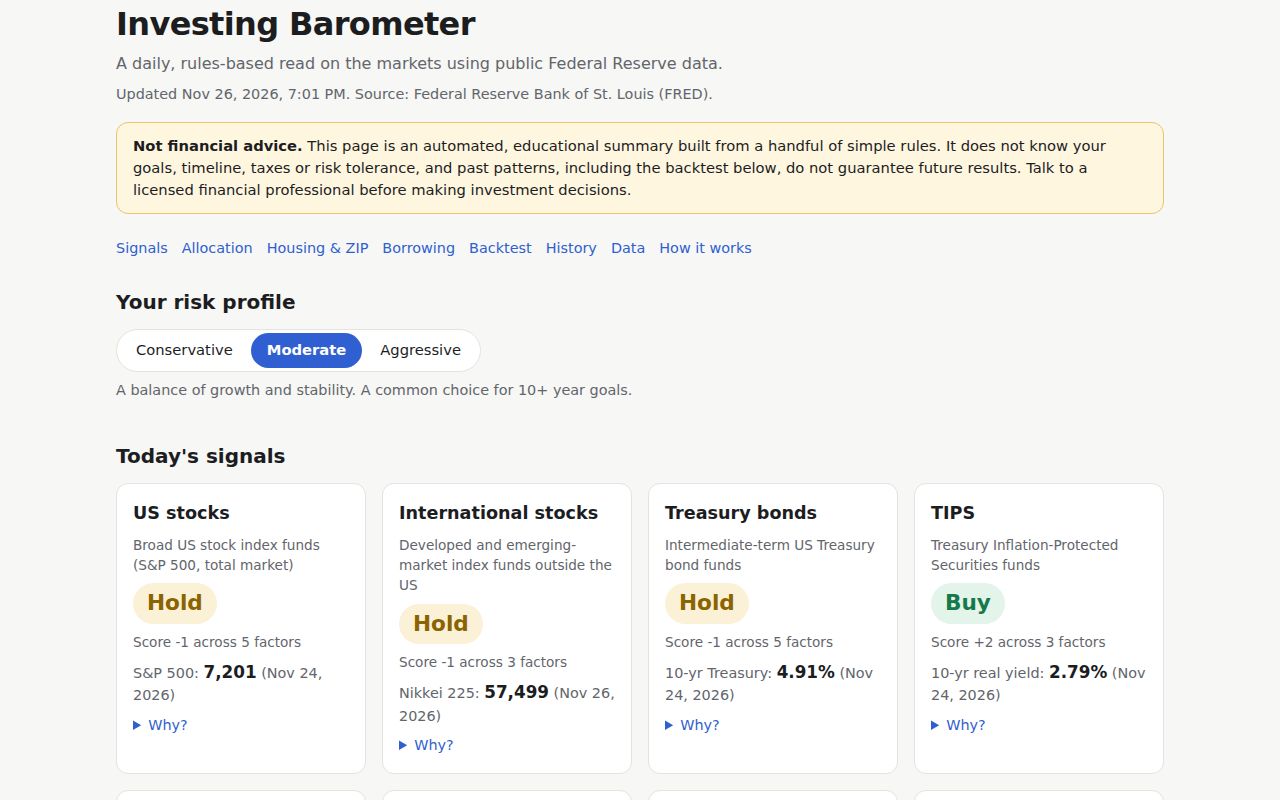 Investing Barometer
A daily, rules-based read on the markets using public Federal Reserve data.
Updated Nov 26, 2026, 7:01 PM. Source: Federal Reserve Bank of St. Louis (FRED).
Not financial advice. This page is an automated, educational summary built from a handful of simple rules. It does not know your
goals, timeline, taxes or risk tolerance, and past patterns, including the backtest below, do not guarantee future results. Talk to a
licensed financial professional before making investment decisions.
Signals Allocation Housing & ZIP Borrowing Backtest History Data How it works
Your risk profile
Conservative Moderate Aggressive
A balance of growth and stability. A common choice for 10+ year goals.
Today's signals
US stocks
Broad US stock index funds
(S&P 500, total market)
Hold
Score -1 across 5 factors
S&P 500: 7,201 (Nov 24,
2026)
Why?
International stocks
Developed and emerging-
market index funds outside the
US
Hold
Score -1 across 3 factors
Nikkei 225: 57,499 (Nov 26,
2026)
Why?
Treasury bonds
Intermediate-term US Treasury
bond funds
Hold
Score -1 across 5 factors
10-yr Treasury: 4.91% (Nov
24, 2026)
Why?
TIPS
Treasury Inflation-Protected
Securities funds
Buy
Score +2 across 3 factors
10-yr real yield: 2.79% (Nov
24, 2026)
Why?